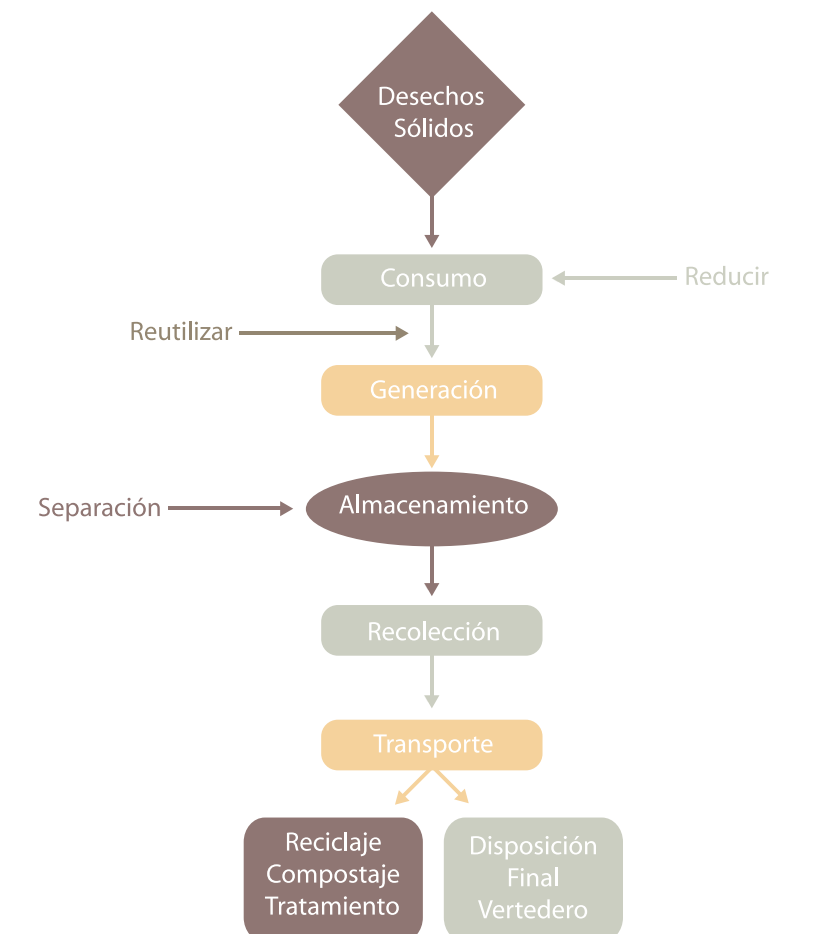 Desechos
Sólidos
Consumo
Reducir
Reutilizar
Generación
Separación
Almacenamiento
Recolección
Transporte
Reciclaje
Compostaje
Tratamiento
Disposición
Final
Vertedero